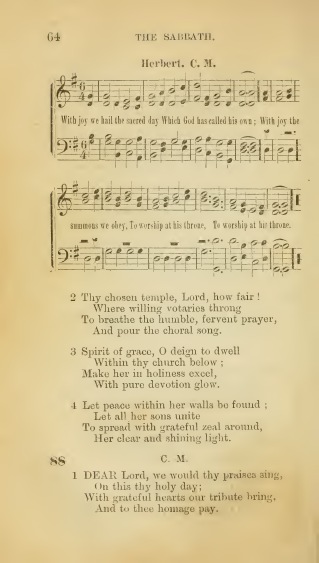 64
THE SABBATH.
Herbert. C. M.
With joy we hail the sacred day Which God has called his own; With joy the
summons we obey, To worship at his throne, To worship at his throne.
2 Thy chosen temple, Lord, how fair!
Where willing votaries throng
To breathe the humble, fervent prayer,
And pour the choral song.
3 Spirit of grace, O deign to dwell
Within thy church below;
Make her in holiness excel,
With pure devotion glow.
4 Let peace within her walls be found;
Let all her sons unite
To spread with grateful zeal around,
Her clear and shining light.
88
C. M.
1 DEAR Lord, we would thy praises sing,
On this thy holy day;
With grateful hearts our tribute bring,
And to thee homage pay.